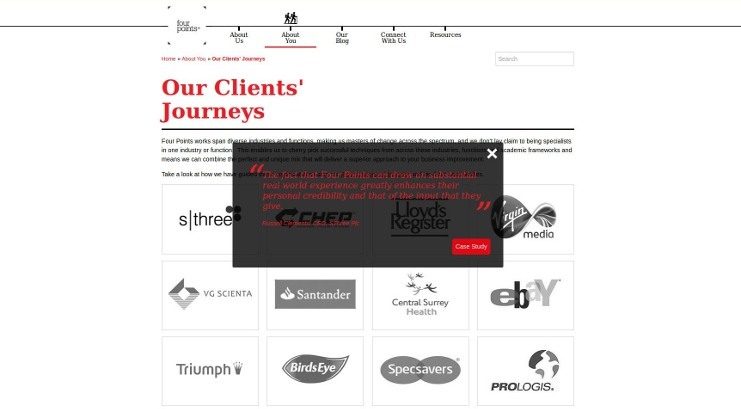 four
points®
About
Us
About
You
Our
Blog
Connect
With Us
Resources
Home » About You » Our Clients' Journeys
Search
Our Clients'
Journeys
Four Points works span diverse industries and functions, making us masters of change across the spectrum, and we don't lay claim to being specialists
in one industry or function. This enables us to cherry pick successful techniques from across these industries, academic frameworks and
means we can combine the perfect and unique mix that will deliver a superior approach to your business improvement.
Take a look at how we have
“The fact that Four Points can draw on substantial
real world experience greatly enhances their
personal credibility and that of the input that they
give.”
Case Study
s|three
CHEP
Lloyd's
Register
Virgin
media
VG SCIENTA
Santander
Central Surrey
Health
ebay™
Triumph
BirdsEye
Specsavers
PROLOGIS.